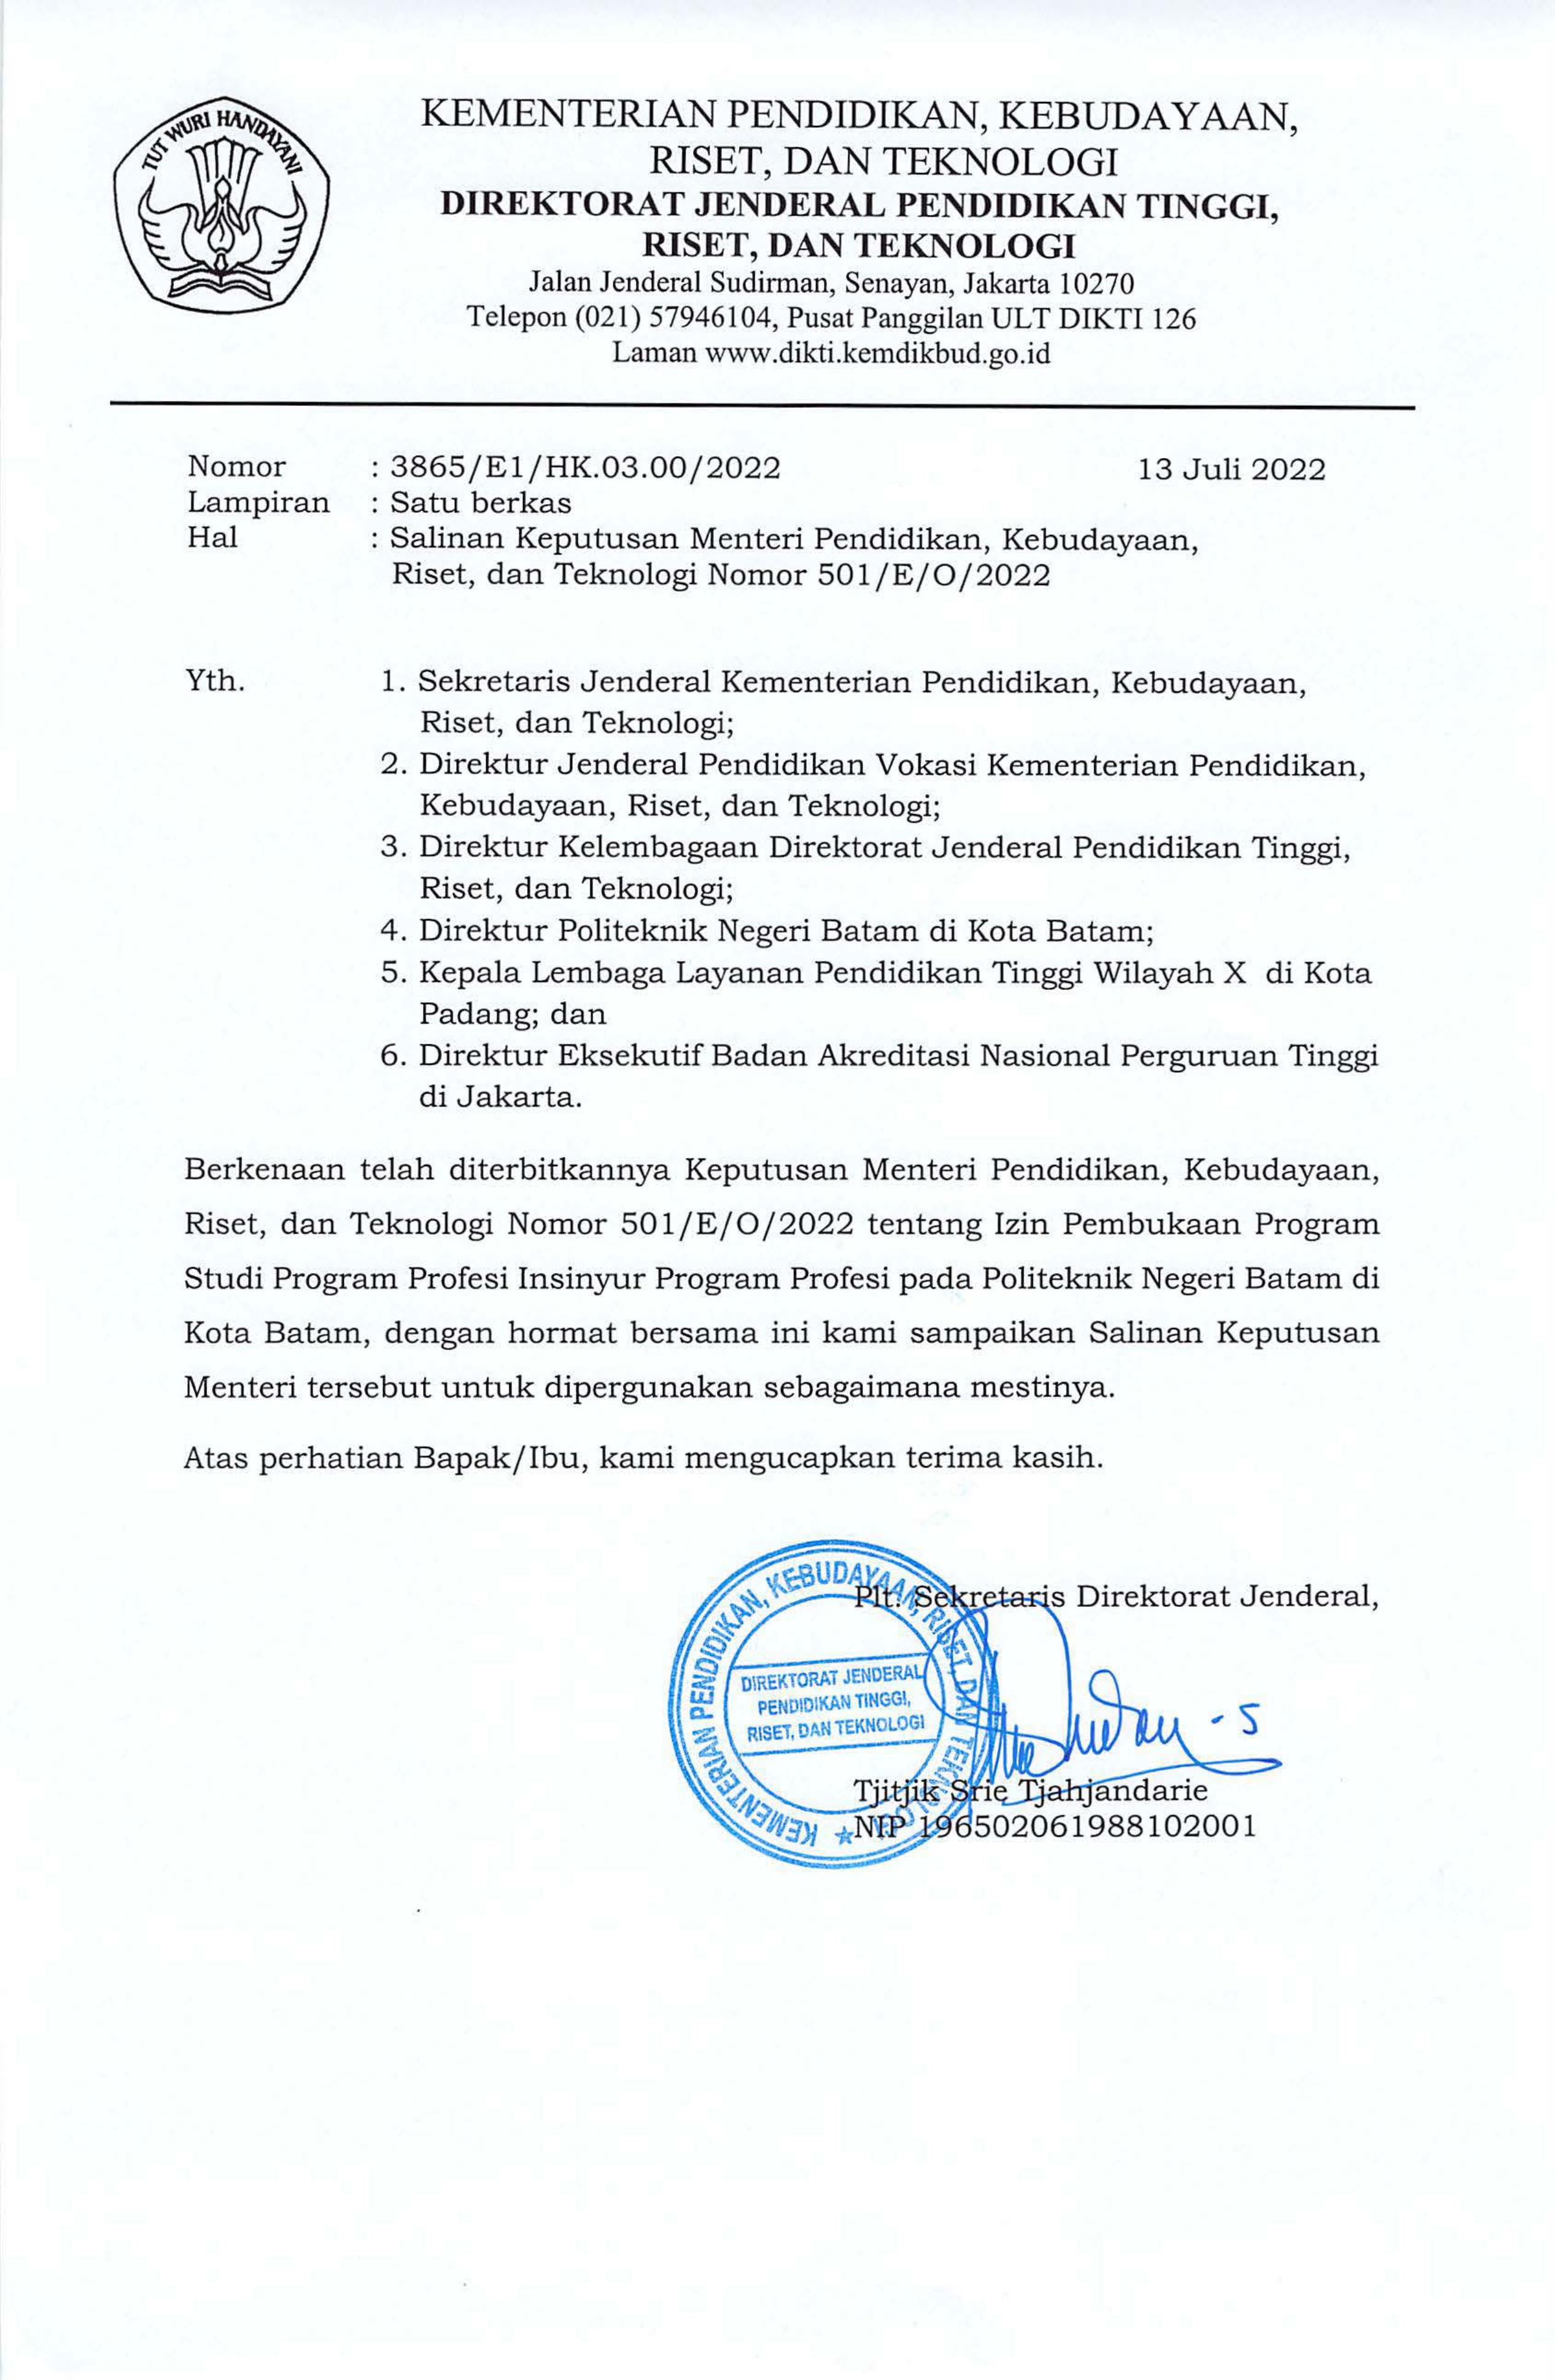 TUT WURI HANDAYANI
KEMENTERIAN PENDIDIKAN, KEBUDAYAAN,
RISET, DAN TEKNOLOGI
DIREKTORAT JENDERAL PENDIDIKAN TINGGI,
RISET, DAN TEKNOLOGI
Jalan Jenderal Sudirman, Senayan, Jakarta 10270
Telepon (021) 57946104, Pusat Panggilan ULT DIKTI 126
Laman www.dikti.kemdikbud.go.id
Nomor : 3865/E1/HK.03.00/2022 13 Juli 2022
Lampiran : Satu berkas
Hal : Salinan Keputusan Menteri Pendidikan, Kebudayaan,
Riset, dan Teknologi Nomor 501/E/O/2022
Yth. 1. Sekretaris Jenderal Kementerian Pendidikan, Kebudayaan,
Riset, dan Teknologi;
2. Direktur Jenderal Pendidikan Vokasi Kementerian Pendidikan,
Kebudayaan, Riset, dan Teknologi;
3. Direktur Kelembagaan Direktorat Jenderal Pendidikan Tinggi,
Riset, dan Teknologi;
4. Direktur Politeknik Negeri Batam di Kota Batam;
5. Kepala Lembaga Layanan Pendidikan Tinggi Wilayah X di Kota
Padang; dan
6. Direktur Eksekutif Badan Akreditasi Nasional Perguruan Tinggi
di Jakarta.
Berkenaan telah diterbitkannya Keputusan Menteri Pendidikan, Kebudayaan,
Riset, dan Teknologi Nomor 501/E/O/2022 tentang Izin Pembukaan Program
Studi Program Profesi Insinyur Program Profesi pada Politeknik Negeri Batam di
Kota Batam, dengan hormat bersama ini kami sampaikan Salinan Keputusan
Menteri tersebut untuk dipergunakan sebagaimana mestinya.
Atas perhatian Bapak/Ibu, kami mengucapkan terima kasih.
Plt. Sekretaris Direktorat Jenderal,
KEMENTERIAN PENDIDIKAN, KEBUDAYAAN, RISET, DAN TEKNOLOGI
DIREKTORAT JENDERAL
PENDIDIKAN TINGGI,
RISET, DAN TEKNOLOGI
Tjitjik Srie Tjahjandarie
NIP 196502061988102001